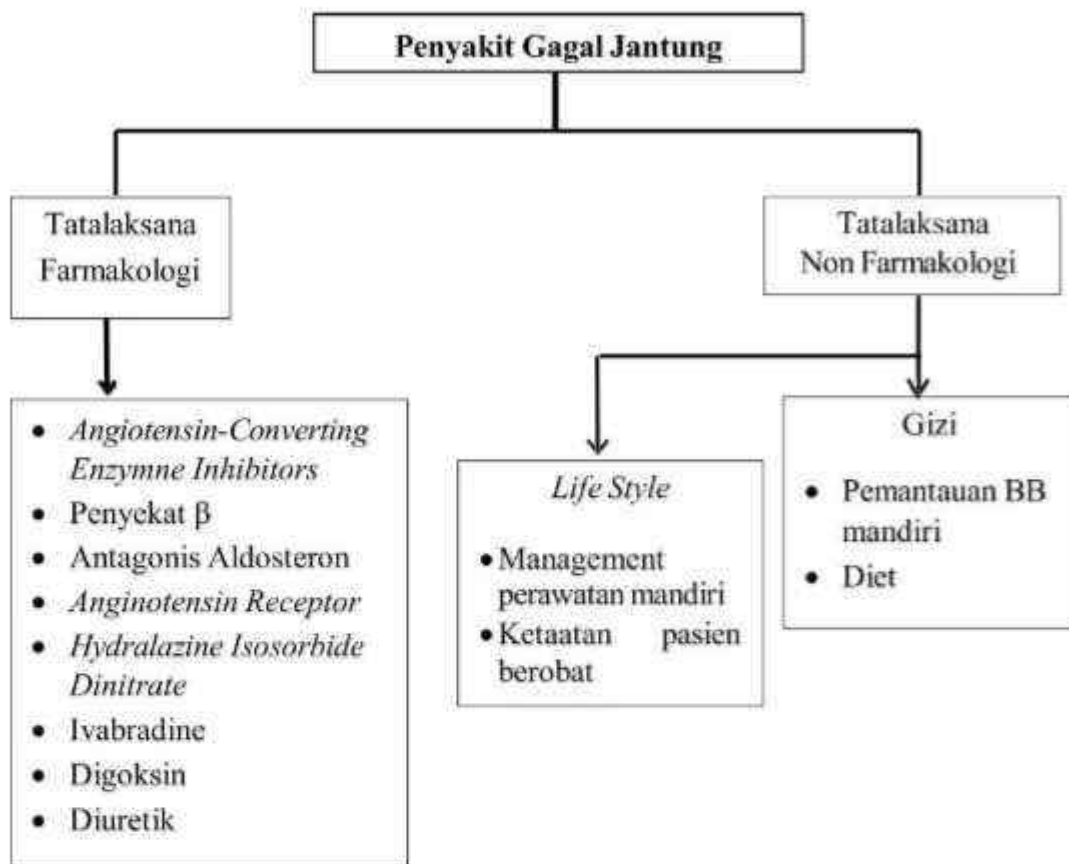 Penyakit Gagal Jantung
Tatalaksana
Farmakologi
Tatalaksana
Non Farmakologi
• Angiotensin-Converting
Enzymne Inhibitors
• Penyekat β
• Antagonis Aldosteron
• Anginotensin Receptor
• Hydralazine Isosorbide
Dinitrate
• Ivabradine
• Digoksin
• Diuretik
Life Style
• Management
perawatan mandiri
• Ketaatan pasien
berobat
Gizi
• Pemantauan BB
mandiri
• Diet